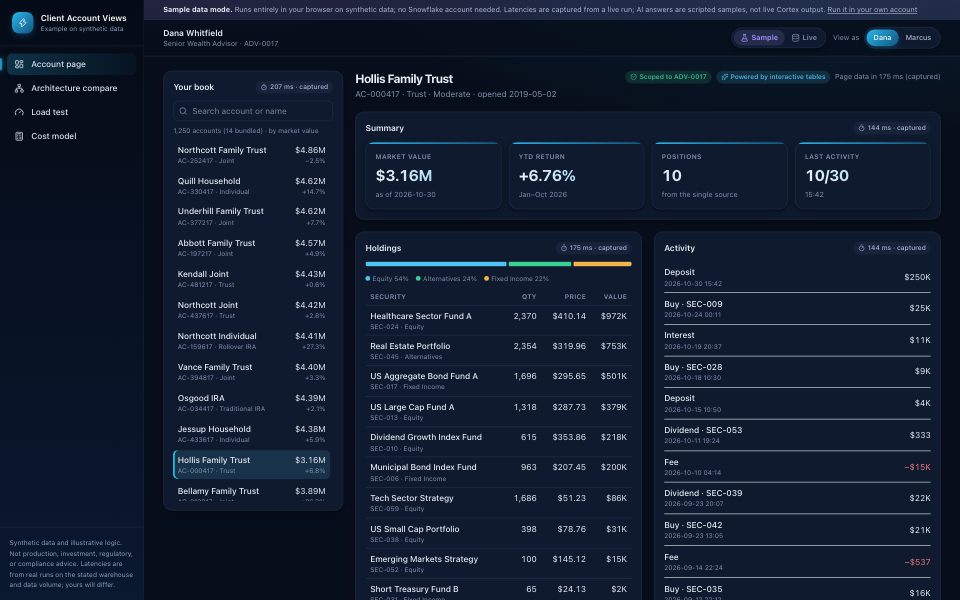 Sample data mode. Runs entirely in your browser on synthetic data; no Snowflake account needed. Latencies are captured from a live run; AI answers are scripted samples, not live Cortex output. Run it in your own account
Client Account Views
Example on synthetic data
Account page
Architecture compare
Load test
Cost model
Synthetic data and illustrative logic.
Not production, investment, regulatory,
or compliance advice. Latencies are
from real runs on the stated warehouse
and data volume; yours will differ.
Dana Whitfield
Senior Wealth Advisor · ADV-0017
Sample Live View as Dana Marcus
Your book 207 ms · captured
Search account or name
1,250 accounts (14 bundled) · by market value
Northcott Family Trust $4.86M
AC-252417 · Joint −2.5%
Quill Household $4.62M
AC-330417 · Individual +14.7%
Underhill Family Trust $4.62M
AC-377217 · Joint +7.7%
Abbott Family Trust $4.57M
AC-197217 · Joint +4.9%
Kendall Joint $4.43M
AC-481217 · Trust +0.6%
Northcott Joint $4.42M
AC-437617 · Trust +2.8%
Northcott Individual $4.41M
AC-159617 · Rollover IRA +27.3%
Vance Family Trust $4.40M
AC-394817 · Joint +3.3%
Osgood IRA $4.39M
AC-034417 · Traditional IRA +2.1%
Jessup Household $4.38M
AC-433617 · Individual +5.9%
Hollis Family Trust $3.16M
AC-000417 · Trust +6.8%
Bellamy Family Trust $3.89M
Hollis Family Trust
AC-000417 · Trust · Moderate · opened 2019-05-02
Scoped to ADV-0017 Powered by interactive tables Page data in 175 ms (captured)
Summary 144 ms · captured
MARKET VALUE
$3.16M
as of 2026-10-30
YTD RETURN
+6.76%
Jan–Oct 2026
POSITIONS
10
from the single source
LAST ACTIVITY
10/30
15:42
Holdings 175 ms · captured
Equity 54% Alternatives 24% Fixed Income 22%
SECURITY QTY PRICE VALUE
Healthcare Sector Fund A 2,370 $410.14 $972K
SEC-024 · Equity
Real Estate Portfolio 2,354 $319.96 $753K
SEC-045 · Alternatives
US Aggregate Bond Fund A 1,696 $295.65 $501K
SEC-017 · Fixed Income
US Large Cap Fund A 1,318 $287.73 $379K
SEC-013 · Equity
Dividend Growth Index Fund 615 $353.86 $218K
SEC-010 · Equity
Municipal Bond Index Fund 963 $207.45 $200K
SEC-006 · Fixed Income
Tech Sector Strategy 1,686 $51.23 $86K
SEC-059 · Equity
US Small Cap Portfolio 398 $78.76 $31K
SEC-038 · Equity
Emerging Markets Strategy 100 $145.12 $15K
SEC-052 · Equity
Short Treasury Fund B 65 $24.13 $2K
Activity 144 ms · captured
Deposit $250K
2026-10-30 15:42
Buy · SEC-009 $25K
2026-10-24 00:11
Interest $11K
2026-10-19 20:37
Buy · SEC-028 $9K
2026-10-18 10:30
Deposit $4K
2026-10-15 10:50
Dividend · SEC-053 $333
2026-10-11 19:24
Fee −$15K
2026-10-10 04:14
Dividend · SEC-039 $22K
2026-09-23 20:07
Buy · SEC-042 $21K
2026-09-23 13:05
Fee −$537
2026-09-14 22:24
Buy · SEC-035 $16K